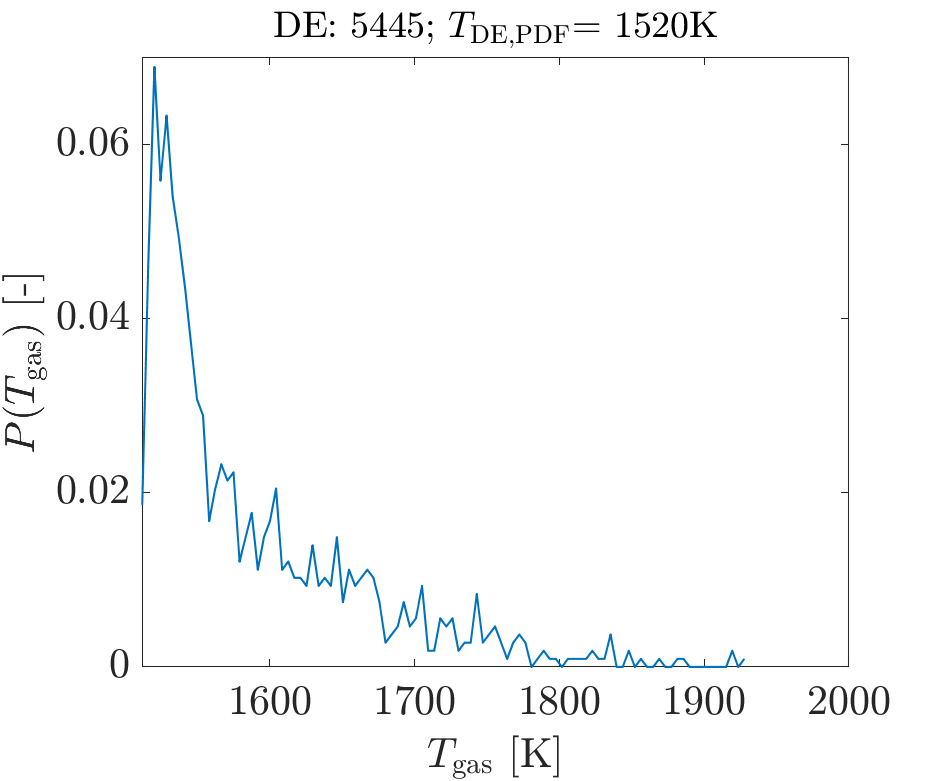 DE: 5445; T_DE,PDF= 1520K
0.06
0.04
0.02
0
P(T_gas) [-]
1600 1700 1800 1900 2000
T_gas [K]